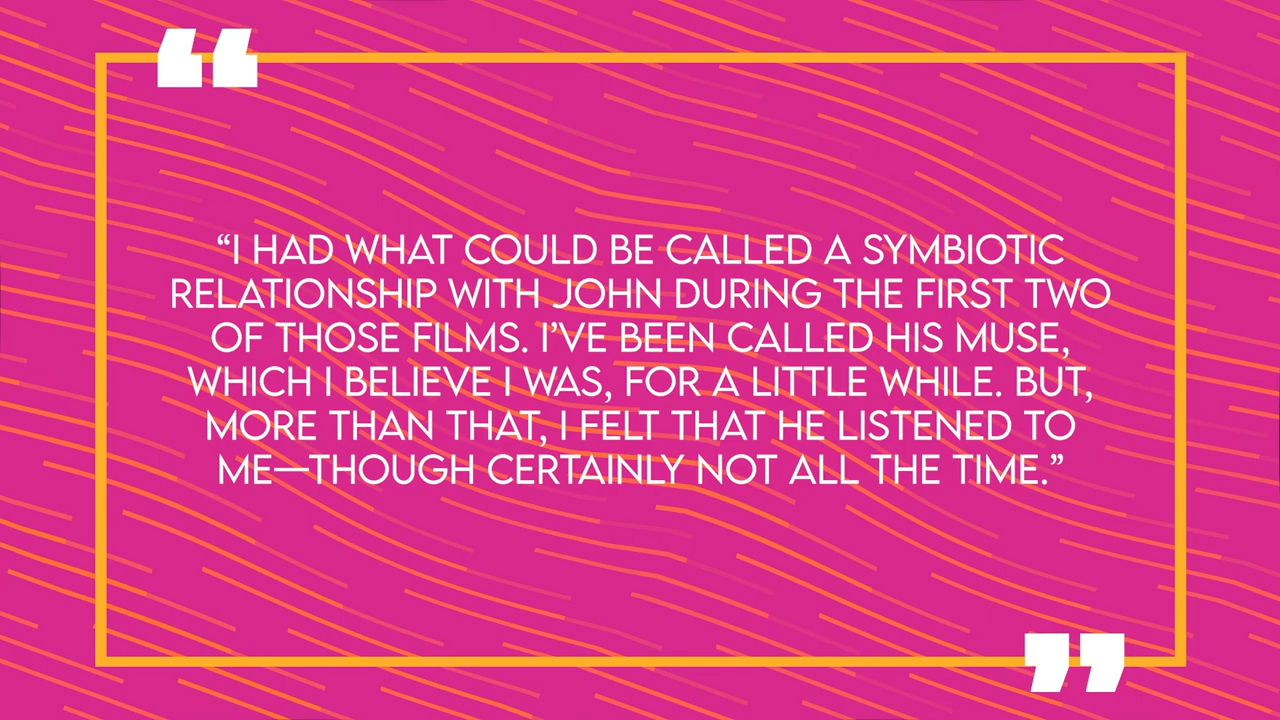 “I HAD WHAT COULD BE CALLED A SYMBIOTIC
RELATIONSHIP WITH JOHN DURING THE FIRST TWO
OF THOSE FILMS. I’VE BEEN CALLED HIS MUSE,
WHICH I BELIEVE I WAS, FOR A LITTLE WHILE. BUT,
MORE THAN THAT, I FELT THAT HE LISTENED TO
ME—THOUGH CERTAINLY NOT ALL THE TIME.”